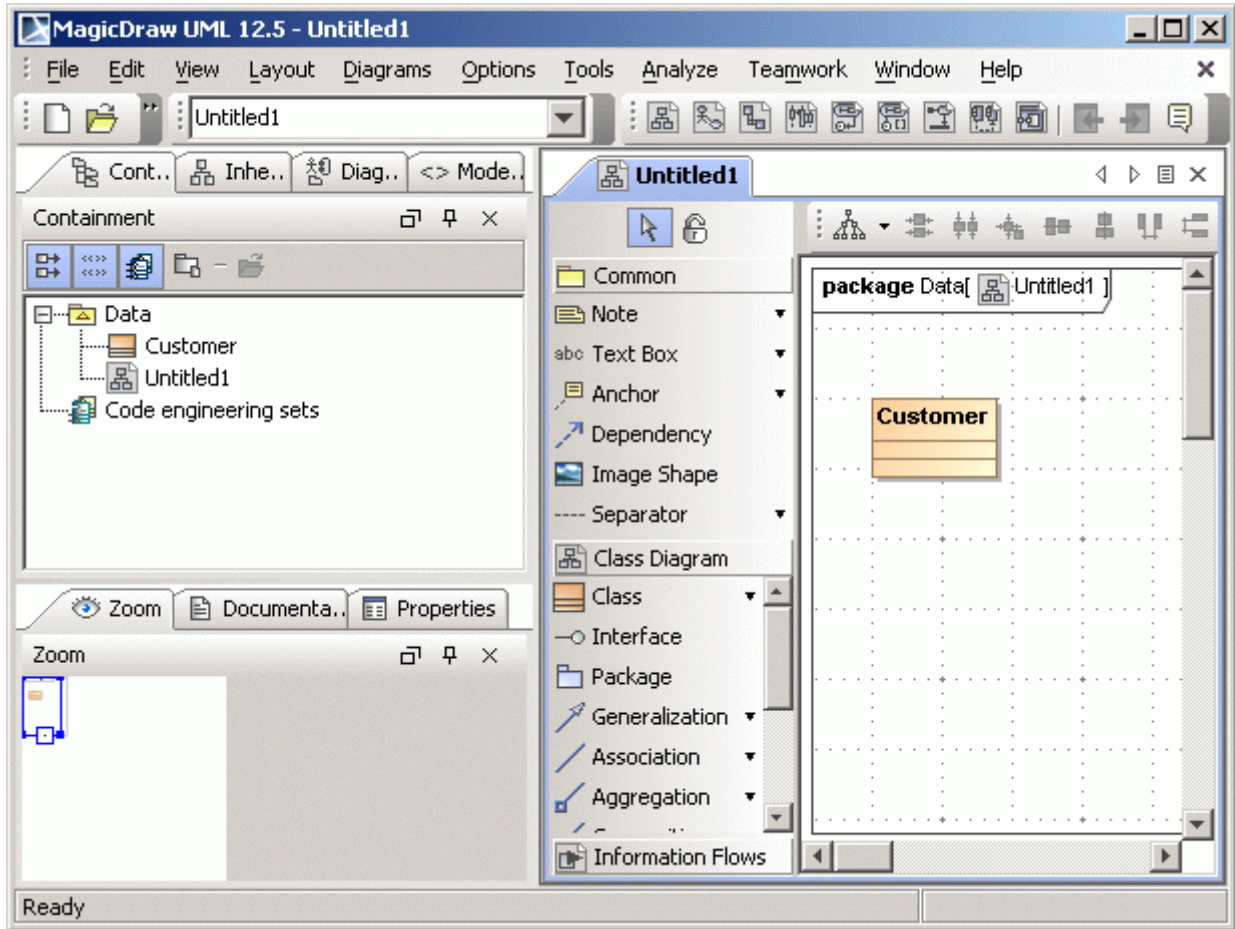 MagicDraw UML 12.5 - Untitled1
File Edit View Layout Diagrams Options Tools Analyze Teamwork Window Help
Untitled1
Cont.. Inhe.. Diag.. <> Mode..
Containment
Data
Customer
Untitled1
Code engineering sets
Zoom Documenta.. Properties
Zoom
Untitled1
Common
Note
abc Text Box
Anchor
Dependency
Image Shape
Separator
Class Diagram
Class
Interface
Package
Generalization
Association
Aggregation
Information Flows
package Data[ Untitled1 ]
Customer
Ready